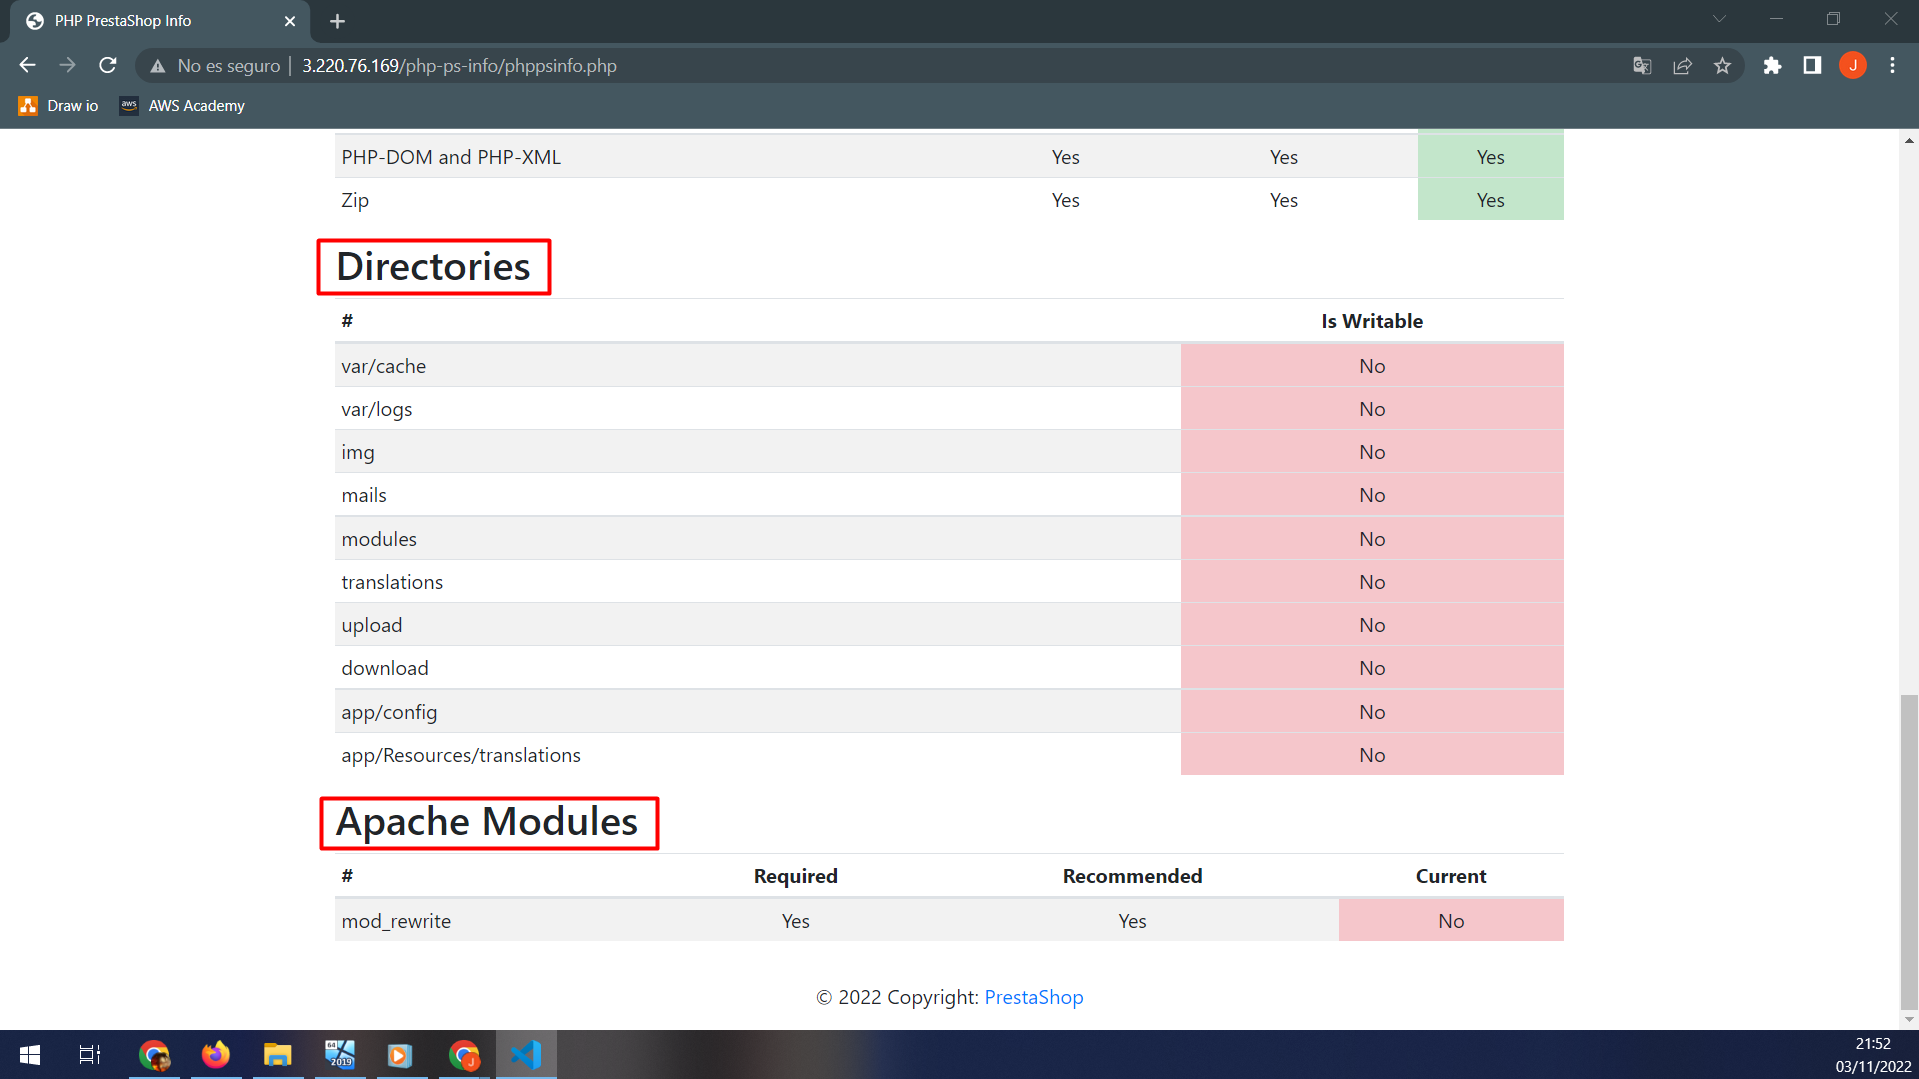 PHP PrestaShop Info
No es seguro | 3.220.76.169/php-ps-info/phppsinfo.php
J
Draw io
aws AWS Academy
PHP-DOM and PHP-XML Yes Yes Yes
Zip Yes Yes Yes
Directories
# Is Writable
var/cache No
var/logs No
img No
mails No
modules No
translations No
upload No
download No
app/config No
app/Resources/translations No
Apache Modules
# Required Recommended Current
mod_rewrite Yes Yes No
© 2022 Copyright: PrestaShop
64
2019
J
21:52
03/11/2022